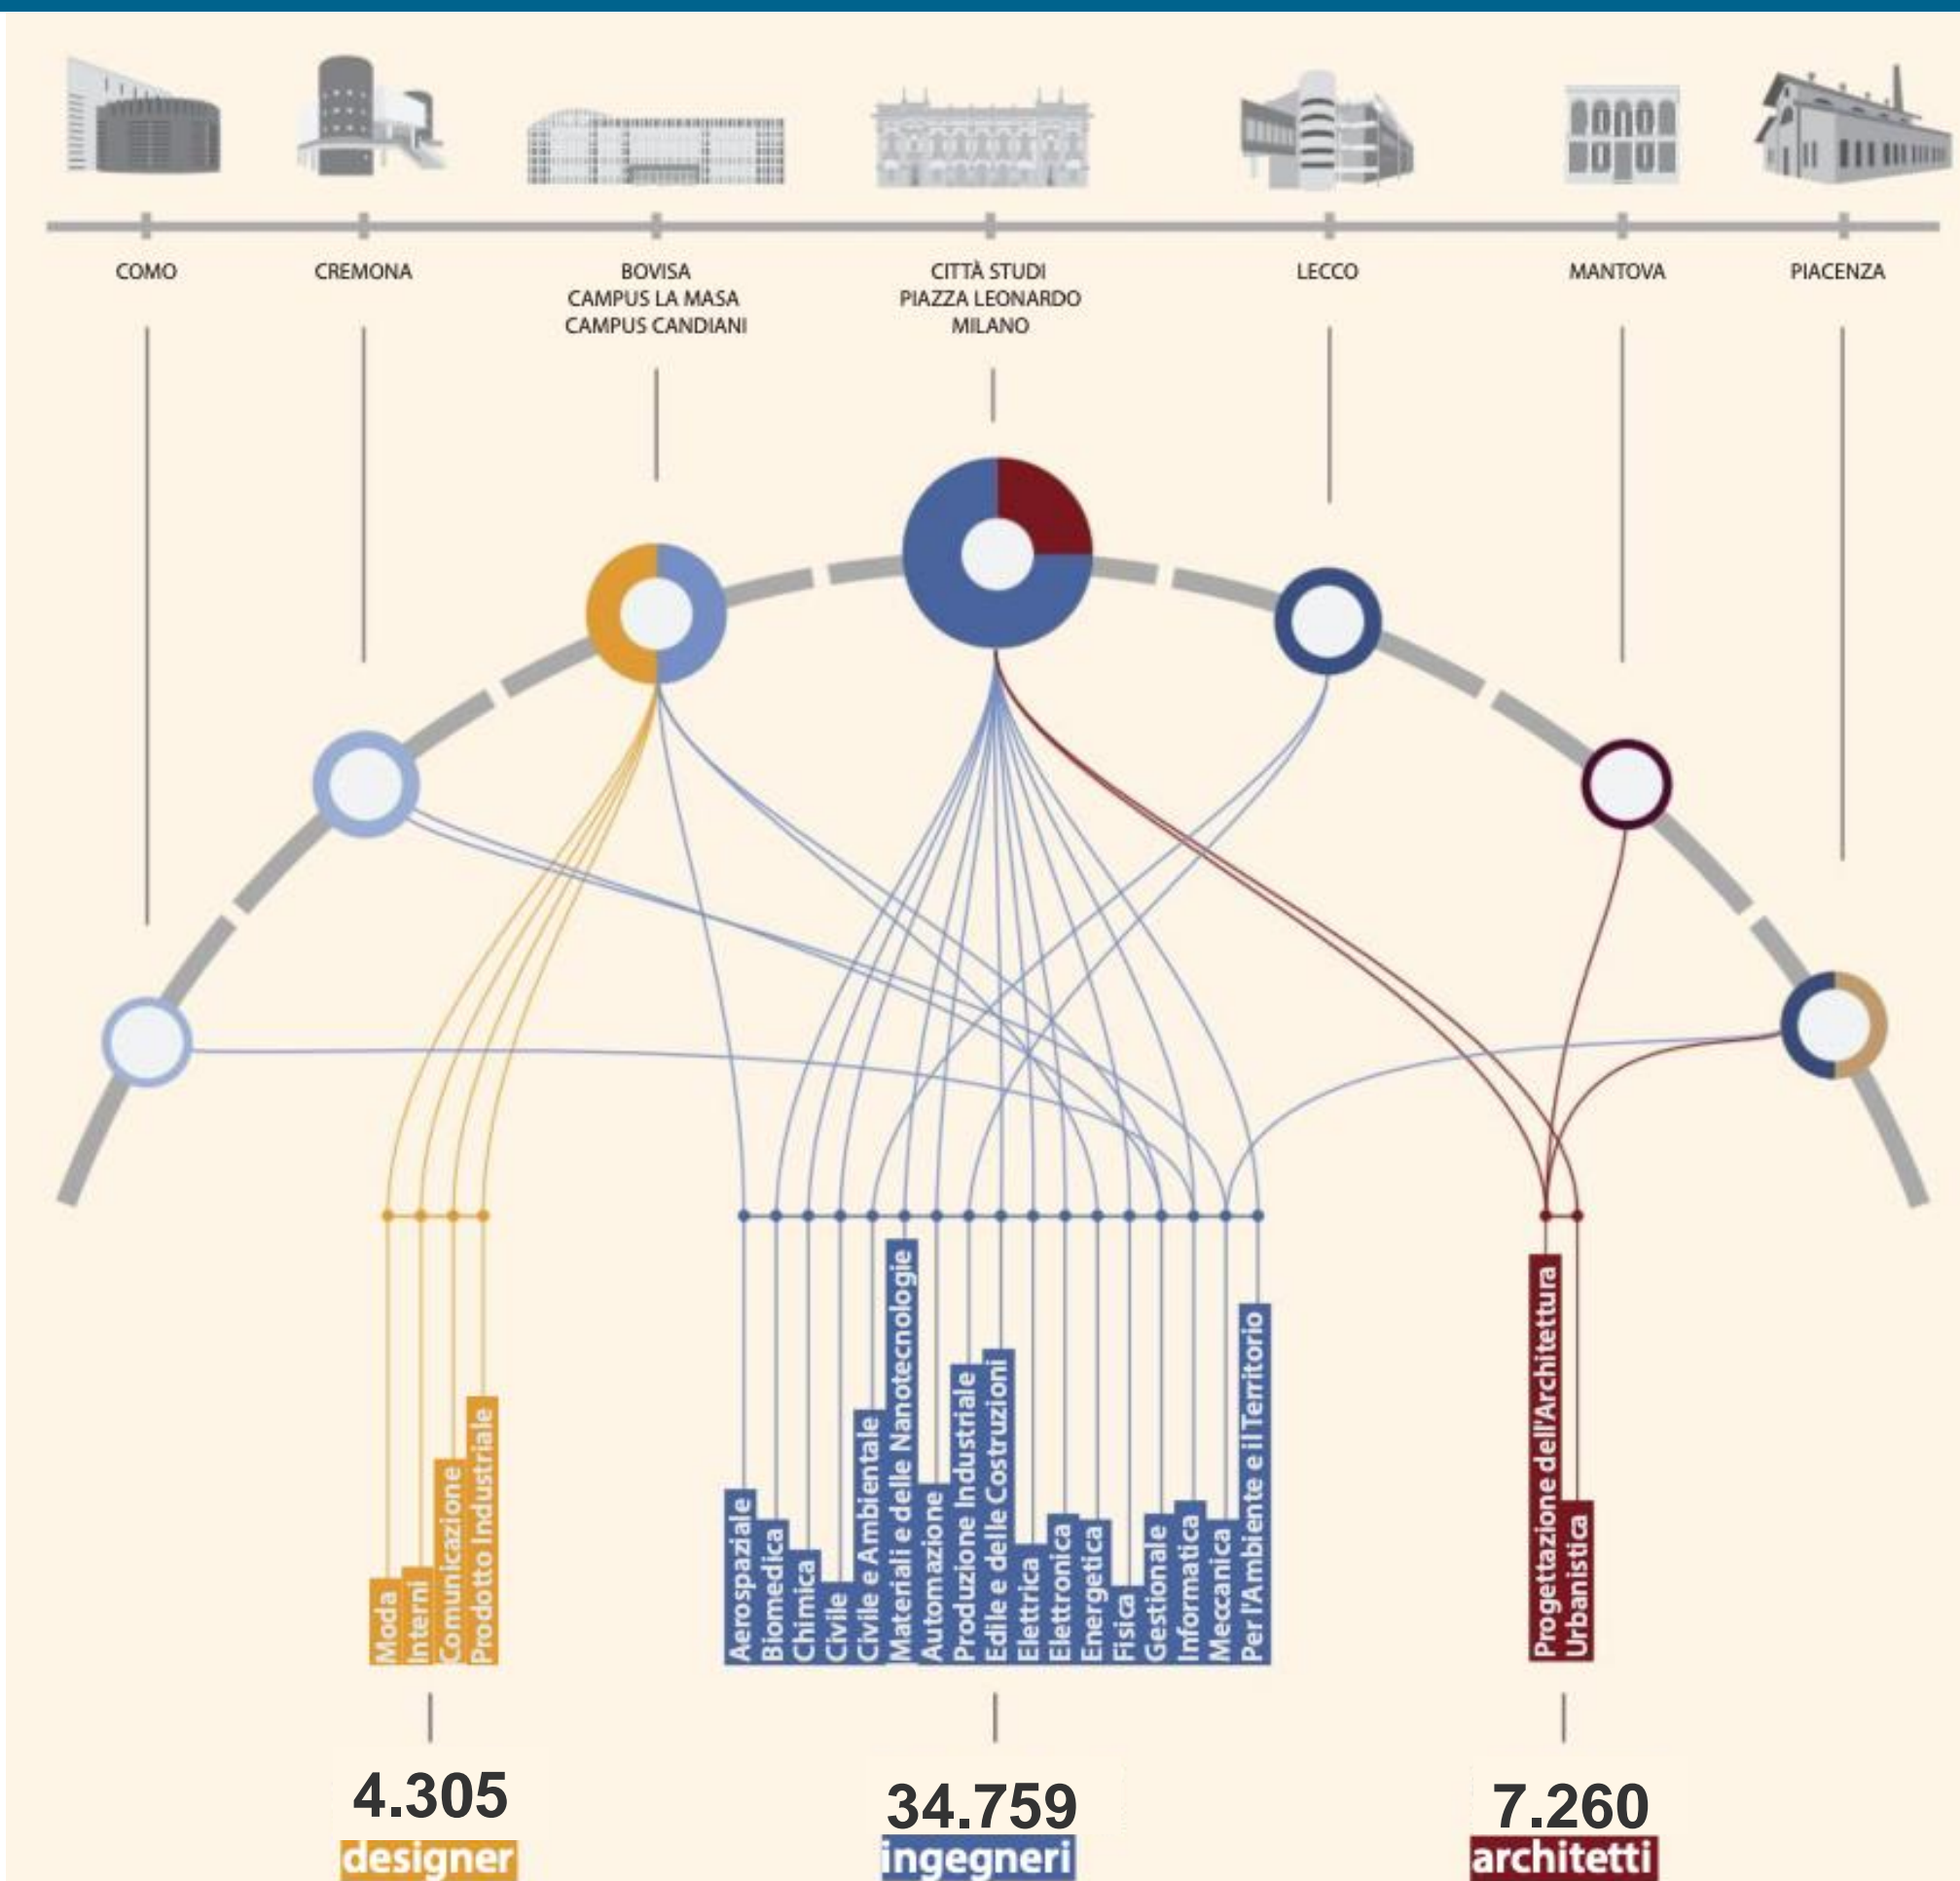 COMO
CREMONA
BOVISA
CAMPUS LA MASA
CAMPUS CANDIANI
CITTÀ STUDI
PIAZZA LEONARDO
MILANO
LECCO
MANTOVA
PIACENZA
Moda
Interni
Comunicazione
Prodotto Industriale
Aerospaziale
Biomedica
Chimica
Civile
Civile e Ambientale
Materiali e delle Nanotecnologie
Automazione
Produzione Industriale
Edile e delle Costruzioni
Elettrica
Elettronica
Energetica
Fisica
Gestionale
Informatica
Meccanica
Per l'Ambiente e il Territorio
Progettazione dell'Architettura
Urbanistica
4.305
designer
34.759
ingegneri
7.260
architetti